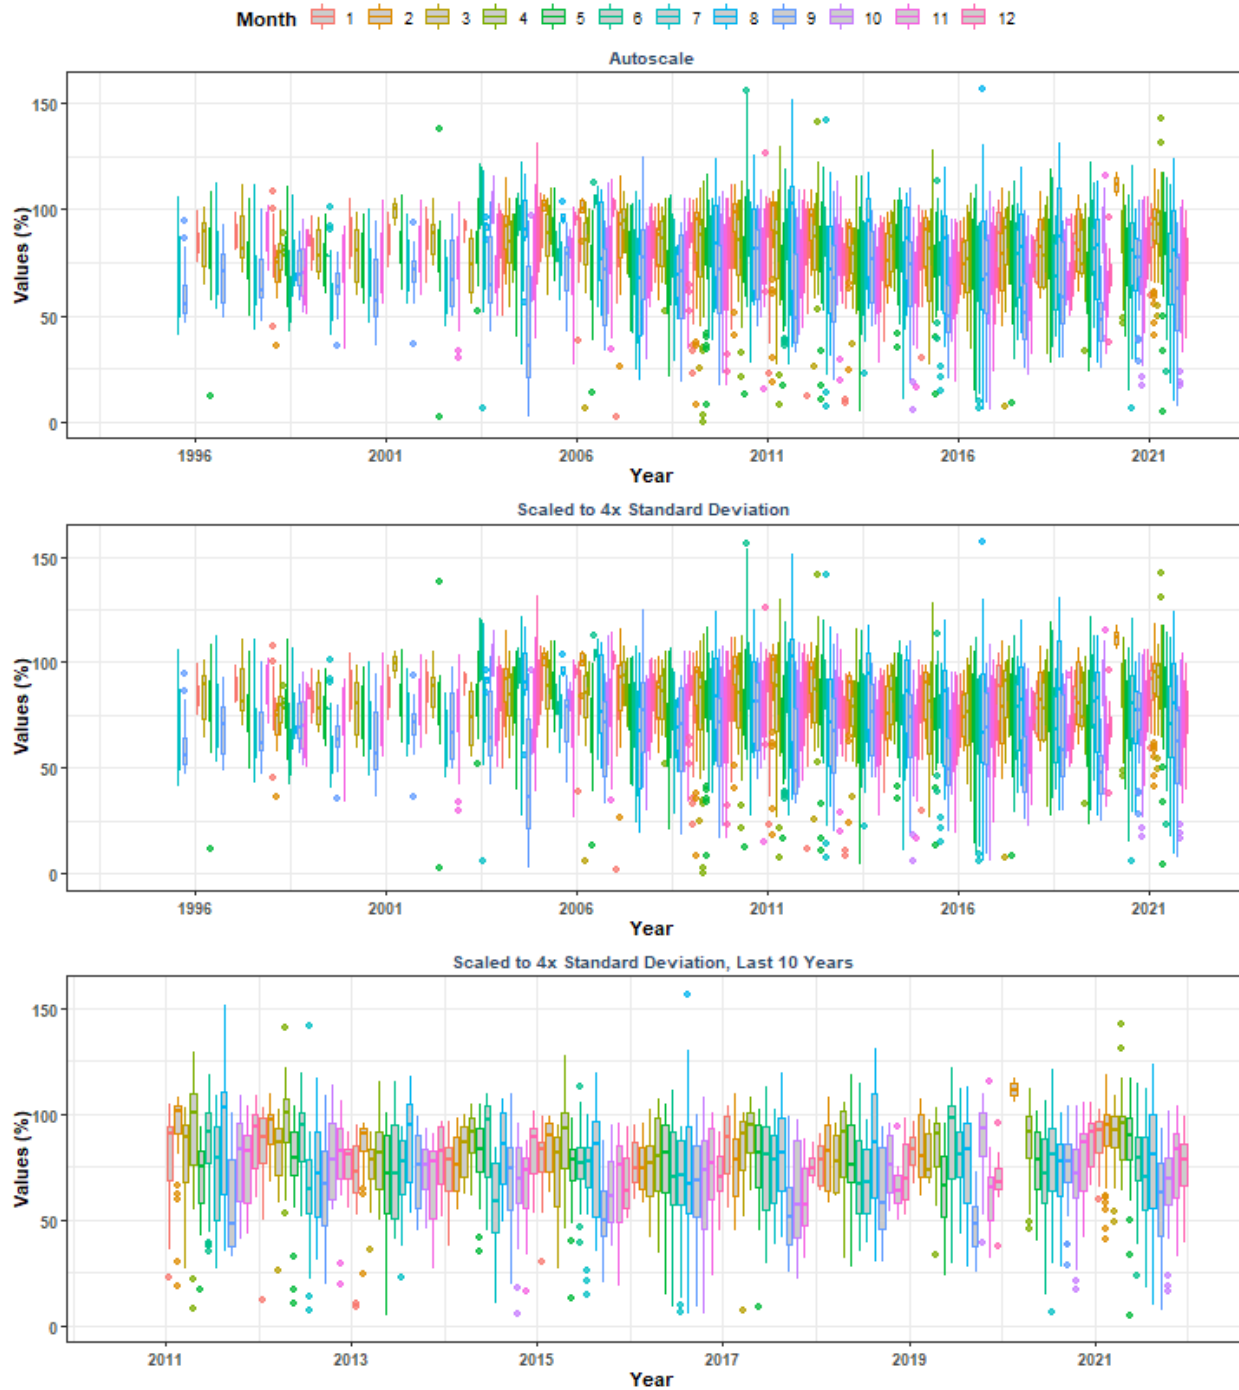 Month 1 2 3 4 5 6 7 8 9 10 11 12
Autoscale
Values (%)
150
100
50
0
1996 2001 2006 2011 2016 2021
Year
Scaled to 4x Standard Deviation
Values (%)
150
100
50
0
1996 2001 2006 2011 2016 2021
Year
Scaled to 4x Standard Deviation, Last 10 Years
Values (%)
150
100
50
0
2011 2013 2015 2017 2019 2021
Year